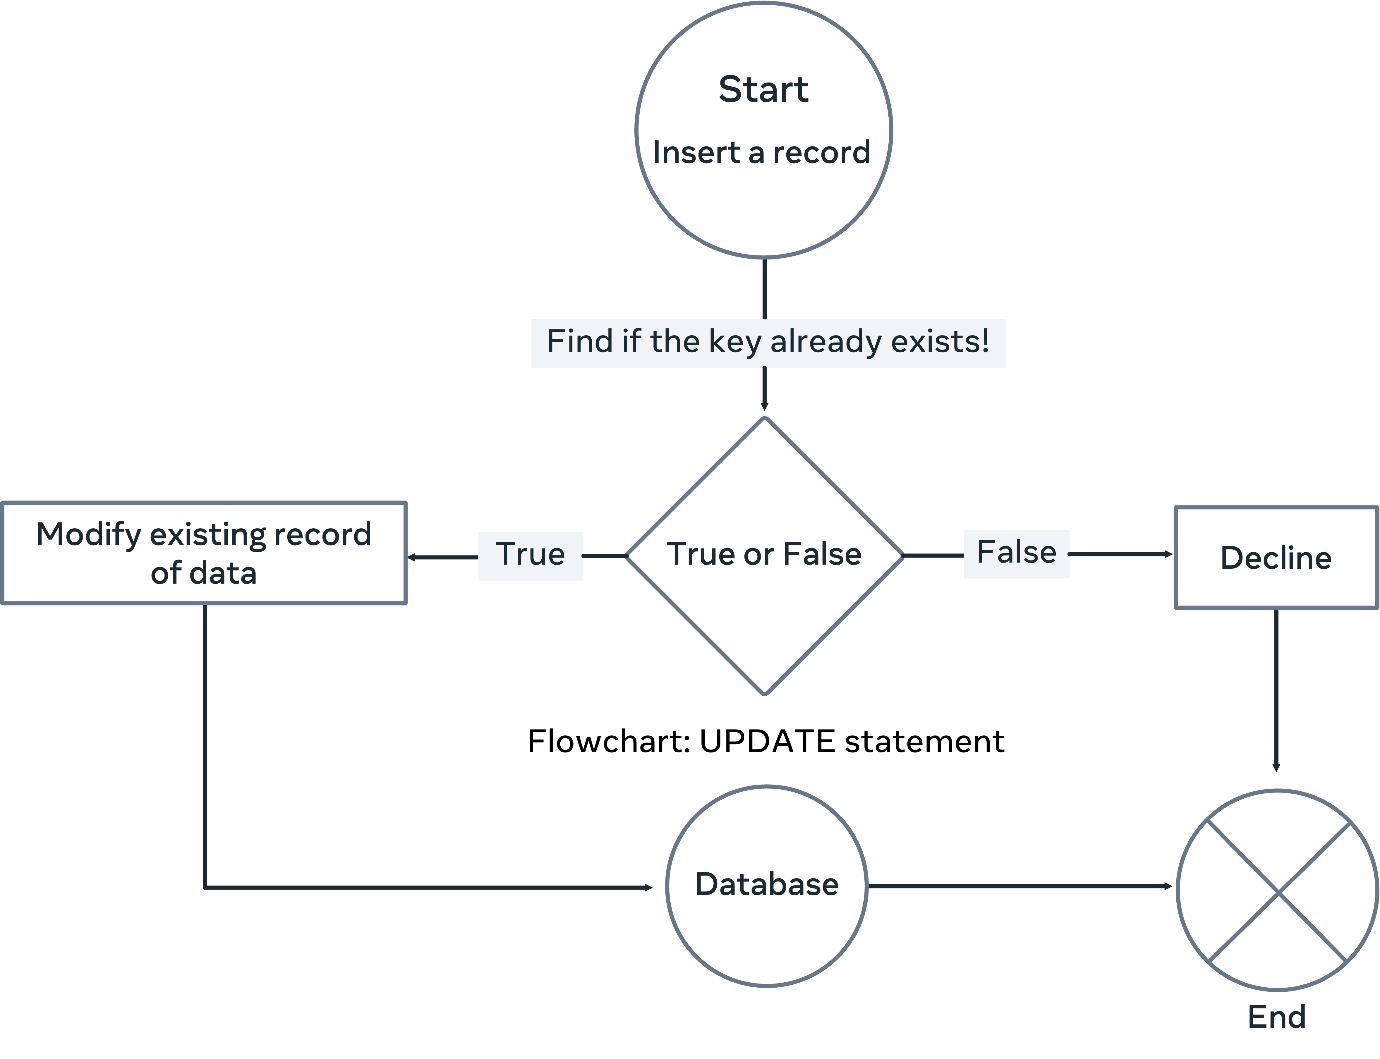 Start
Insert a record
Find if the key already exists!
Modify existing record
of data
True
True or False
False
Decline
Flowchart: UPDATE statement
Database
End